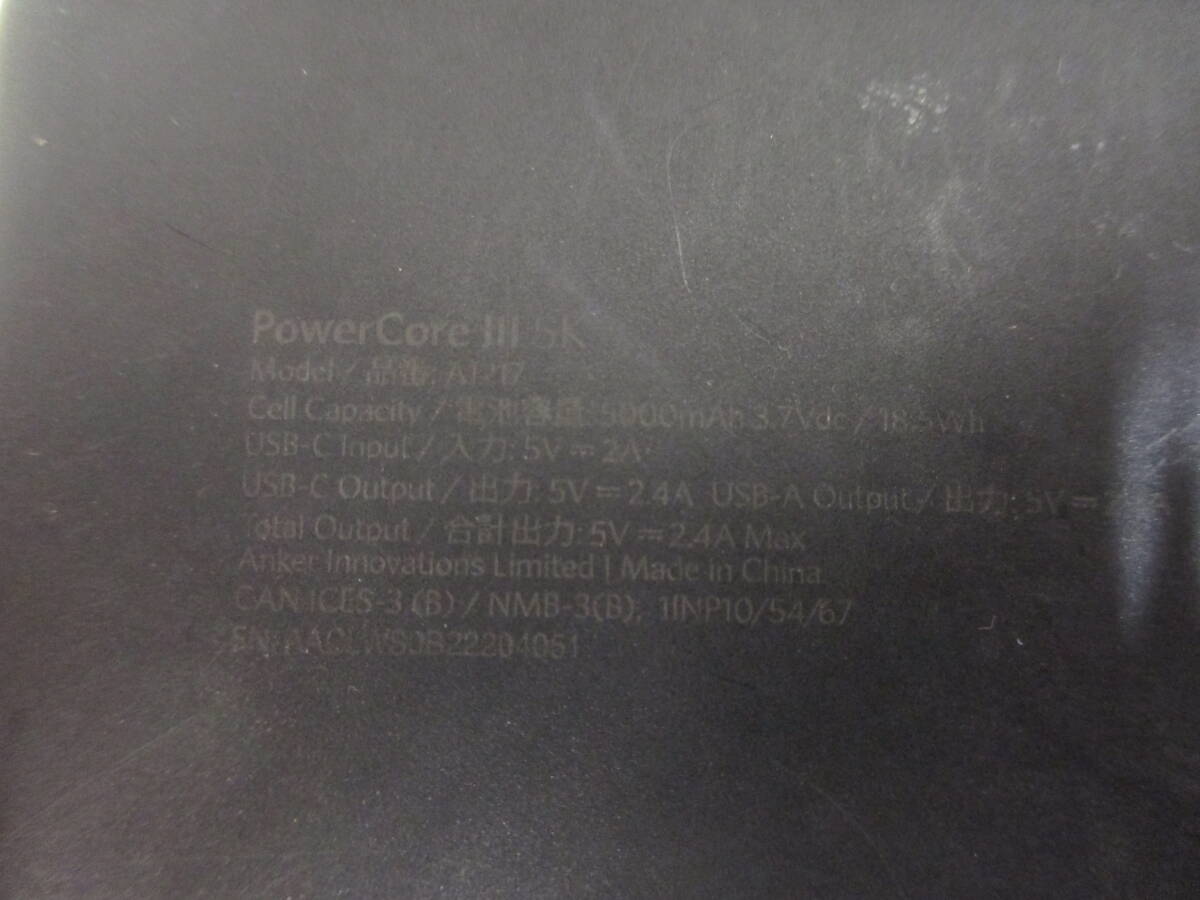 PowerCore III 5K
Model / 品番: A1217
Cell Capacity / 電池容量: 5000mAh 3.7Vdc / 18.5Wh
USB-C Input / 入力: 5V⎓2A
USB-C Output / 出力: 5V⎓2.4A USB-A Output / 出力: 5V⎓
Total Output / 合計出力: 5V⎓2.4A Max
Anker Innovations Limited | Made in China
CAN ICES-3 (B) / NMB-3(B), 1INP10/54/67
SN: